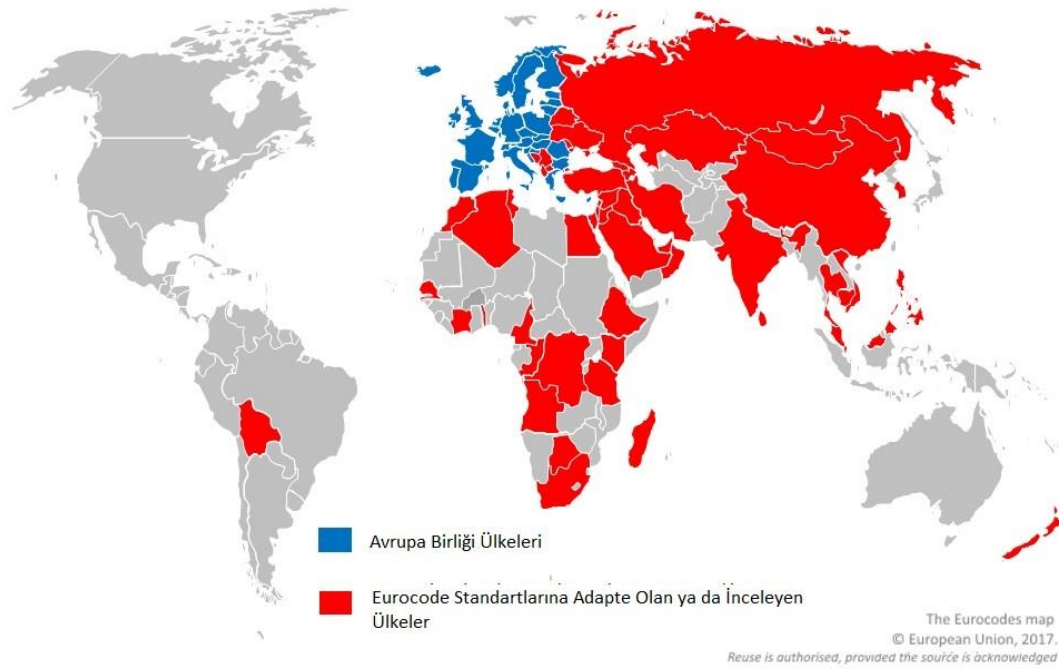 Avrupa Birliği Ülkeleri
Eurocode Standartlarına Adapte Olan ya da İnceleyen
Ülkeler
The Eurocodes map
© European Union, 2017.
Reuse is authorised, provided the source is acknowledged